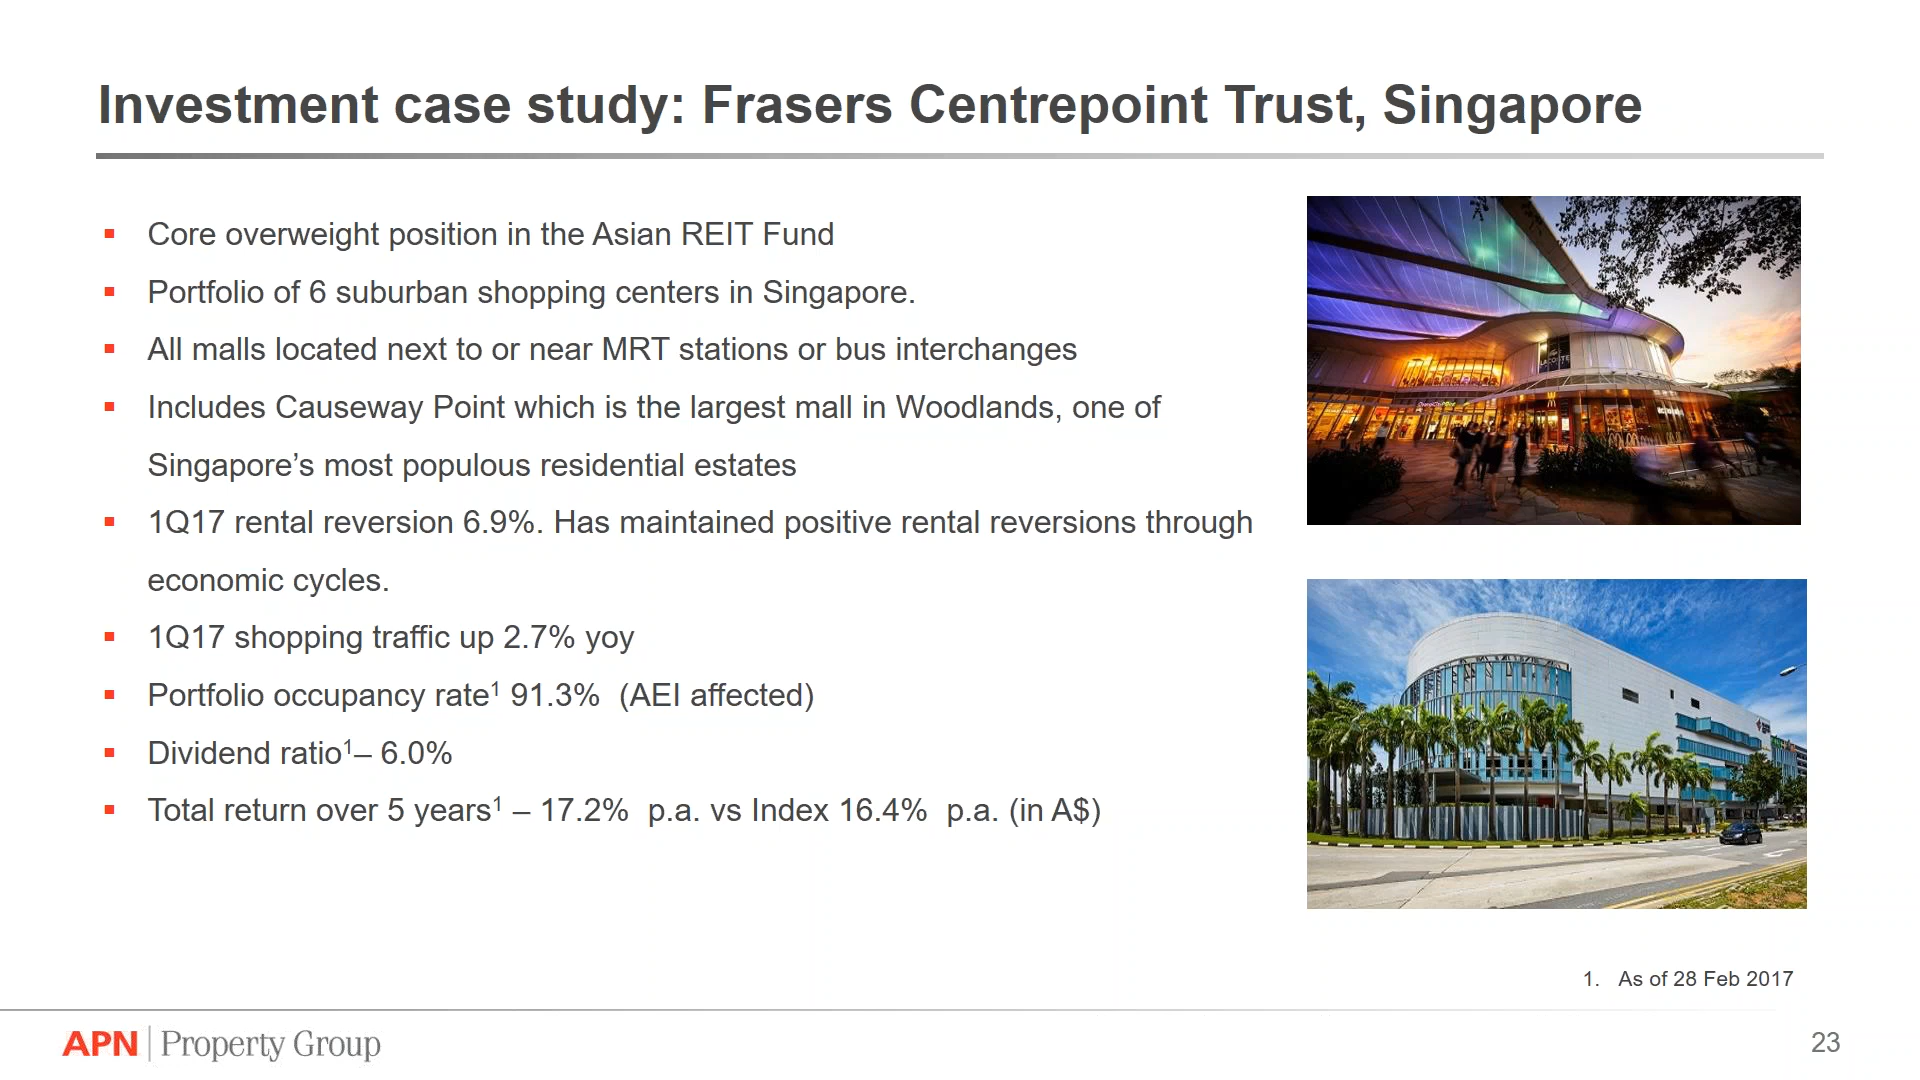 Investment case study: Frasers Centrepoint Trust, Singapore
▪ Core overweight position in the Asian REIT Fund
▪ Portfolio of 6 suburban shopping centers in Singapore.
▪ All malls located next to or near MRT stations or bus interchanges
▪ Includes Causeway Point which is the largest mall in Woodlands, one of
Singapore’s most populous residential estates
▪ 1Q17 rental reversion 6.9%. Has maintained positive rental reversions through
economic cycles.
▪ 1Q17 shopping traffic up 2.7% yoy
▪ Portfolio occupancy rate¹ 91.3% (AEI affected)
▪ Dividend ratio¹– 6.0%
▪ Total return over 5 years¹ – 17.2% p.a. vs Index 16.4% p.a. (in A$)
LACOSTE
1. As of 28 Feb 2017
APN | Property Group
23